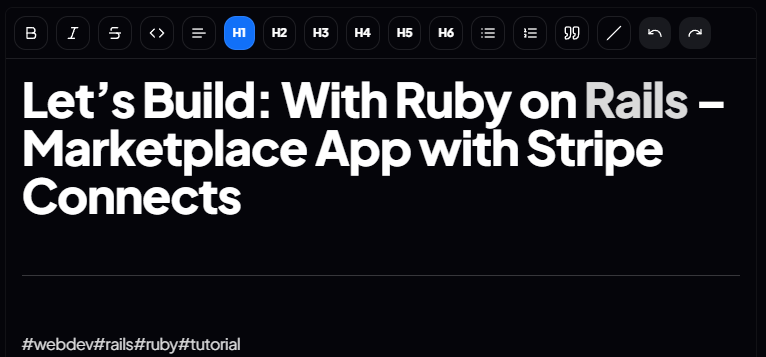 H1 H2 H3 H4 H5 H6
Let’s Build: With Ruby on Rails –
Marketplace App with Stripe
Connects
#webdev#rails#ruby#tutorial